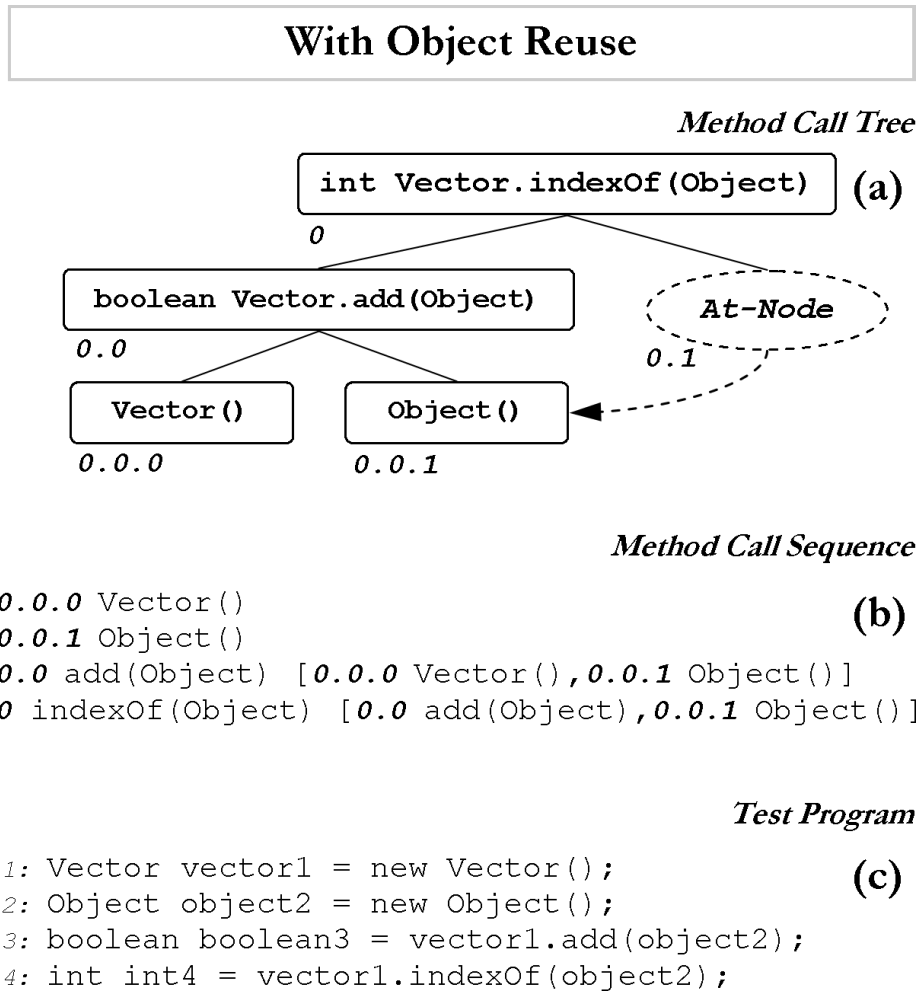 With Object Reuse
Method Call Tree
int Vector.indexOf(Object)
(a)
0
boolean Vector.add(Object)
At-Node
0.0
0.1
Vector()
Object()
0.0.0
0.0.1
Method Call Sequence
(b)
0.0.0 Vector()
0.0.1 Object()
0.0 add(Object) [0.0.0 Vector(),0.0.1 Object()]
0 indexOf(Object) [0.0 add(Object),0.0.1 Object()]
Test Program
(c)
1: Vector vector1 = new Vector();
2: Object object2 = new Object();
3: boolean boolean3 = vector1.add(object2);
4: int int4 = vector1.indexOf(object2);